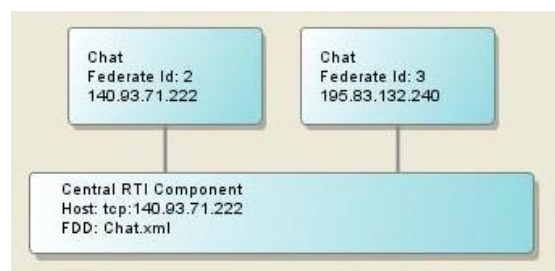 Chat
Federate Id: 2
140.93.71.222
Chat
Federate Id: 3
195.83.132.240
Central RTI Component
Host: tcp:140.93.71.222
FDD: Chat.xml